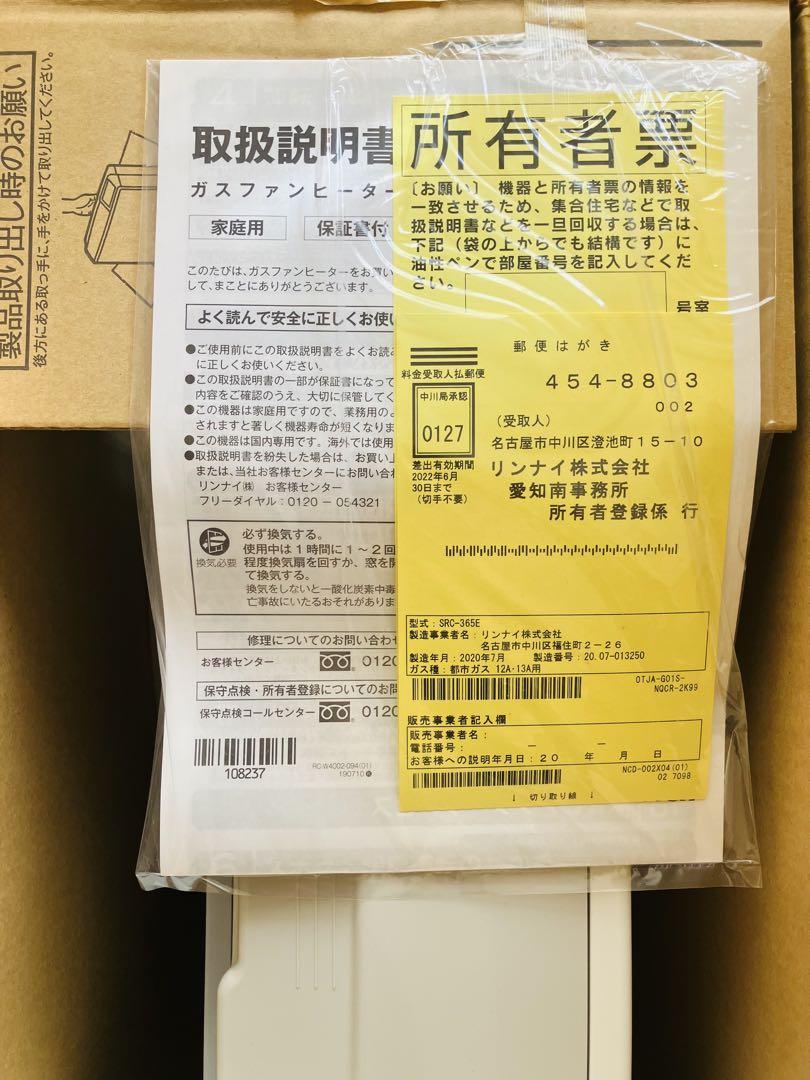 製品取り出し時のお願い
後方にある取っ手に、手をかけて取り出してください。
取扱説明書
ガスファンヒーター
家庭用
保証書付
このたびは、ガスファンヒーターをお買い
して、まことにありがとうございます。
よく読んで安全に正しくお使い
●ご使用前にこの取扱説明書をよくお読み
に正しくお使いください。
●この取扱説明書の一部が保証書になって
内容をご確認のうえ、大切に保管してく
●この機器は家庭用ですので、業務用のよ
されますと著しく機器寿命が短くなりま
●この機器は国内専用です。海外では使用
●取扱説明書を紛失した場合は、お買い上
または、当社お客様センターにお問い合わ
リンナイ㈱ お客様センター
フリーダイヤル：0120－054321
換気必要
必ず換気する。
使用中は1時間に1～2回
程度換気扇を回すか、窓を開
て換気する。
換気をしないと一酸化炭素中毒
亡事故にいたるおそれがありま
修理についてのお問い合わせ
お客様センター
0120
保守点検・所有者登録についてのお問
保守点検コールセンター
0120
108237
RC-W4002-094(01)
190710
所有者票
〔お願い〕 機器と所有者票の情報を
一致させるため、集合住宅などで取
扱説明書などを一旦回収する場合は、
下記（袋の上からでも結構です）に
油性ペンで部屋番号を記入してくだ
さい。
号室
郵便はがき
料金受取人払郵便
中川局承認
0127
差出有効期間
2022年6月
30日まで
(切手不要)
454-8803
002
(受取人)
名古屋市中川区澄池町15-10
リンナイ株式会社
愛知南事務所
所有者登録係 行
型式：SRC-365E
製造事業者名：リンナイ株式会社
名古屋市中川区福住町2-26
製造年月：2020年7月 製造番号：20.07-013250
ガス種：都市ガス 12A・13A用
0TJA-G01S-
NQCR-2K99
販売事業者記入欄
販売事業者名：
電話番号： － －
お客様への説明年月日：20 年 月 日
NCD-002X04(01)
02 7098
↓ 切り取り線 ↓